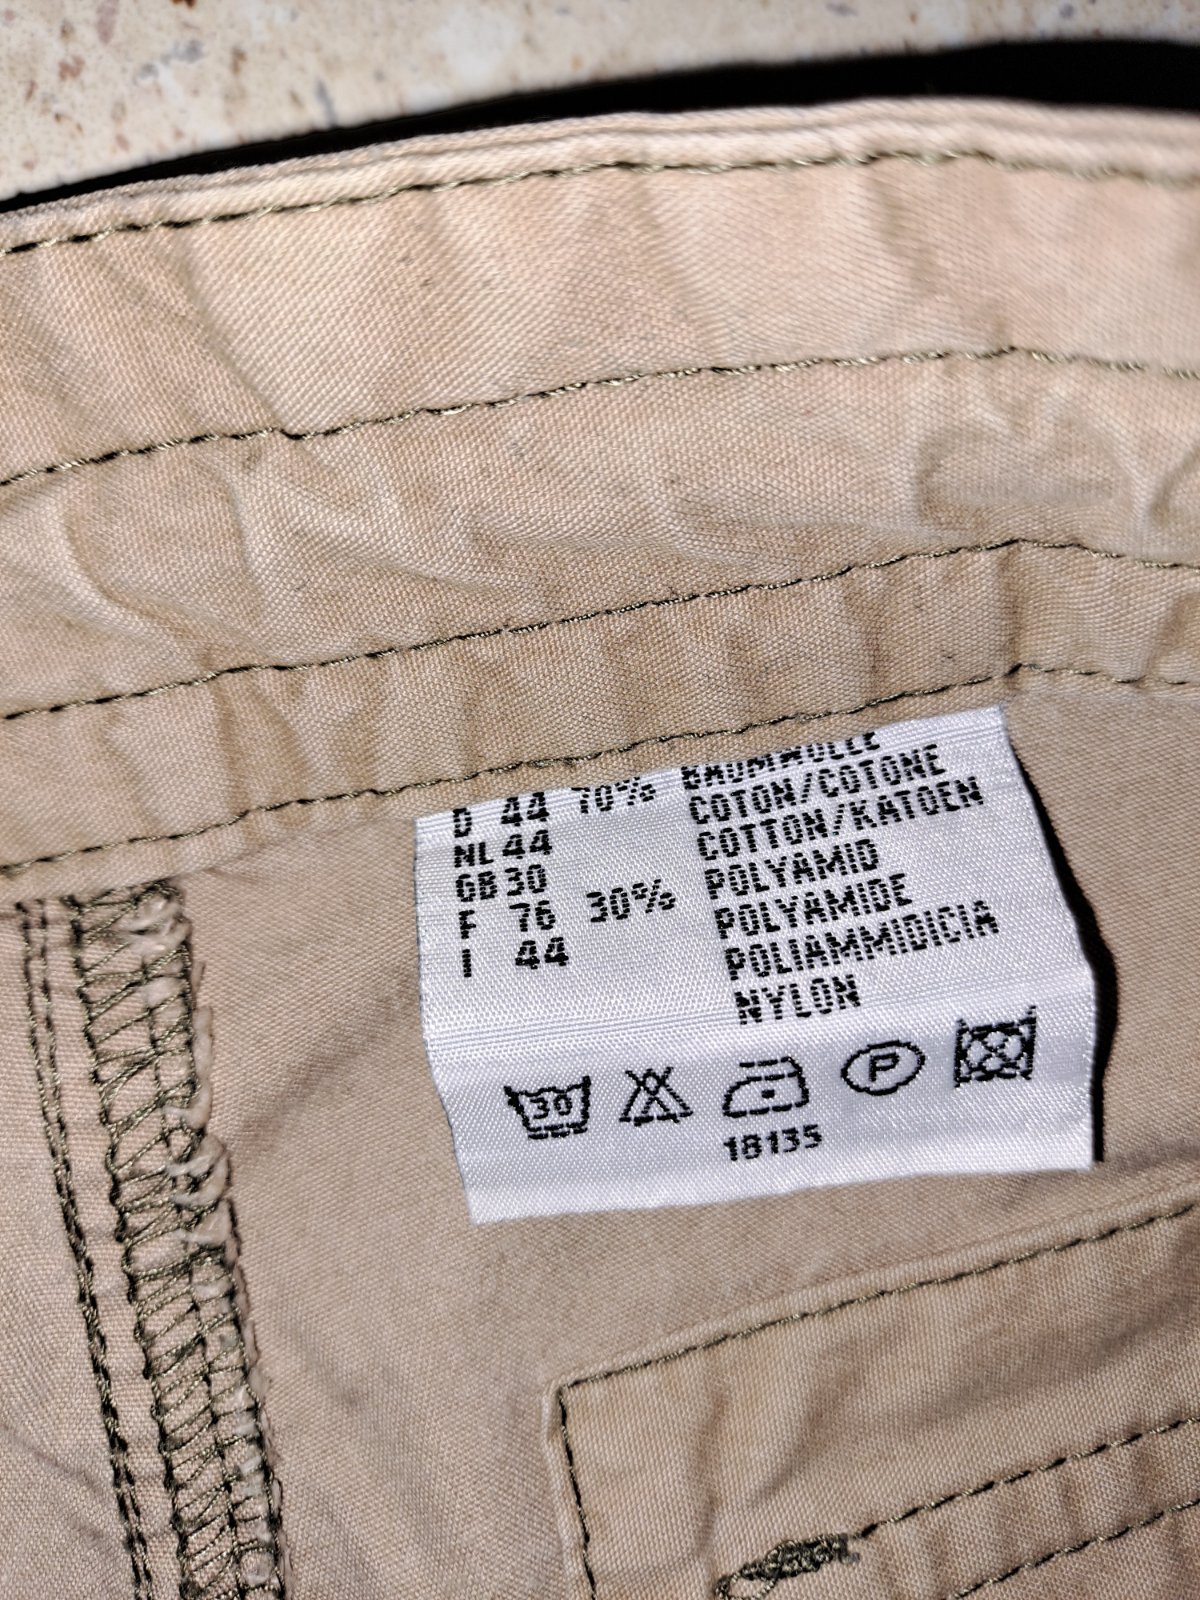 D 44 70% BAUMWOLLE
NL 44 COTON/COTONE
GB 30 COTTON/KATOEN
F 76 30% POLYAMID
I 44 POLYAMIDE
POLIAMMIDICIA
NYLON
30 P
18135